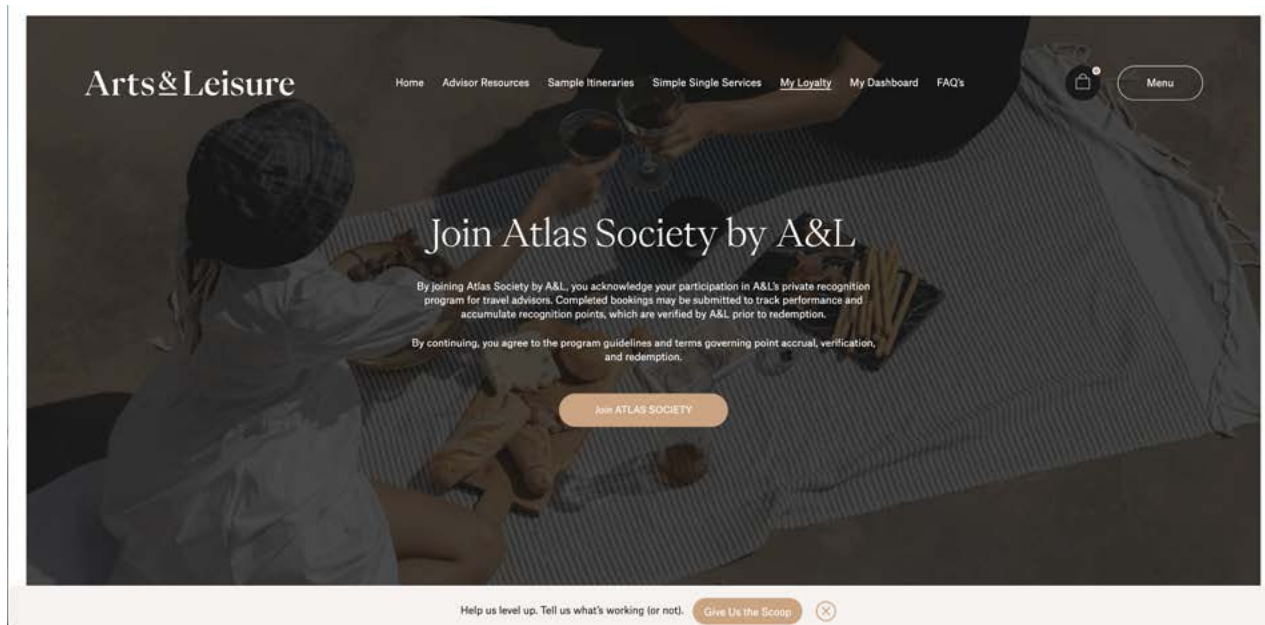 Arts&Leisure
Home Advisor Resources Sample Itineraries Simple Single Services My Loyalty My Dashboard FAQ's
0
Menu
Join Atlas Society by A&L
By joining Atlas Society by A&L, you acknowledge your participation in A&L's private recognition
program for travel advisors. Completed bookings may be submitted to track performance and
accumulate recognition points, which are verified by A&L prior to redemption.
By continuing, you agree to the program guidelines and terms governing point accrual, verification,
and redemption.
Join ATLAS SOCIETY
Help us level up. Tell us what's working (or not). Give Us the Scoop